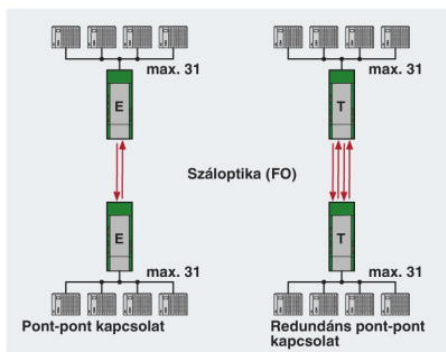 max. 31
max. 31
E
T
Száloptika (FO)
E
T
max. 31
max. 31
Pont-pont kapcsolat
Redundáns pont-pont
kapcsolat